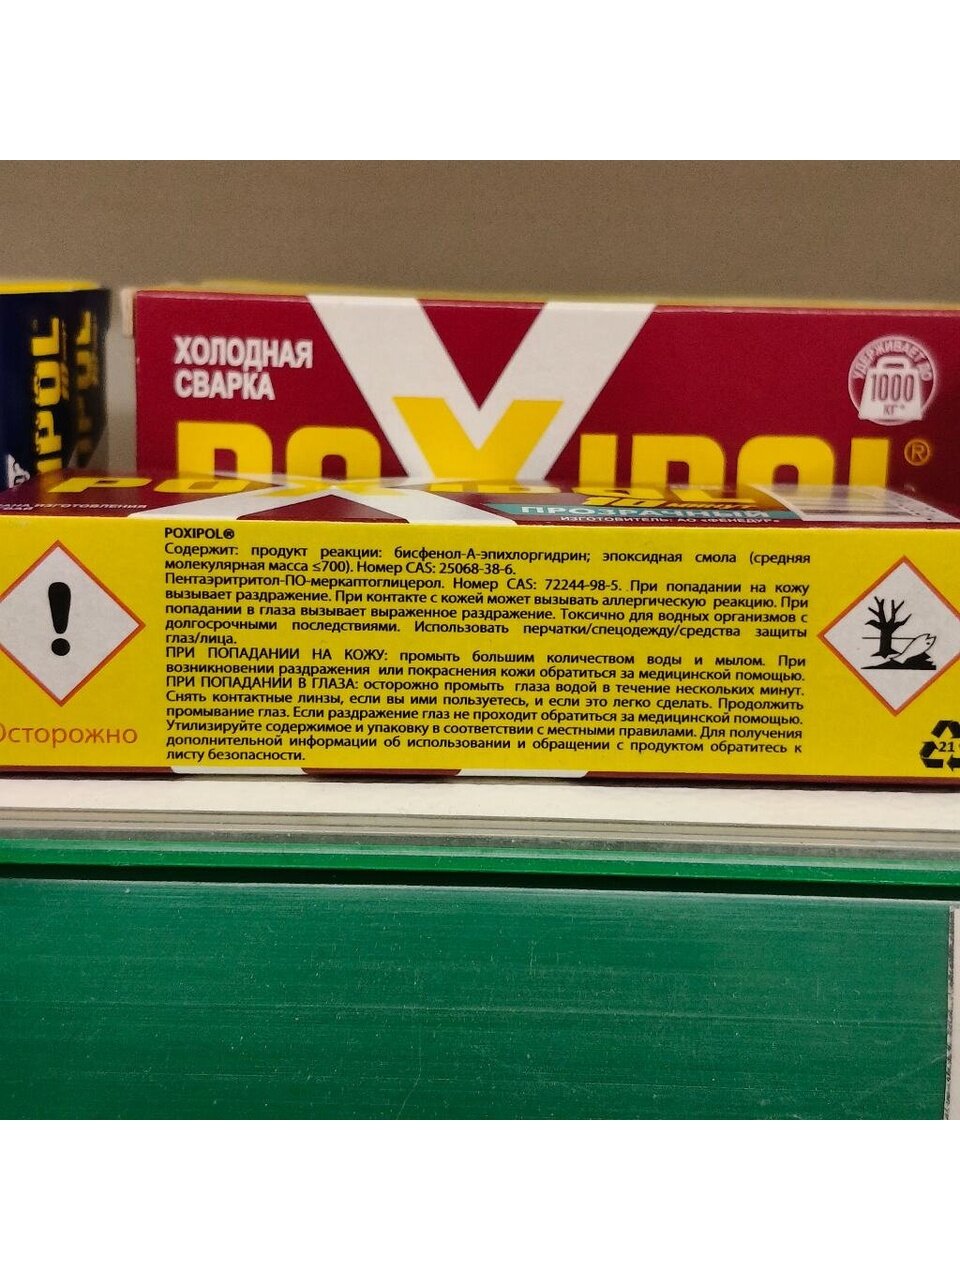 ХОЛОДНАЯ
СВАРКА
УДЕРЖИВАЕТ ДО
1000
КГ*
POXIPOL®
POXIPOL
ПРОЗРАЧНЫЙ
ИЗГОТОВИТЕЛЬ: АО «ФЕНЕДУР»
ИЗГОТОВЛЕНИЯ
POXIPOL®
Содержит: продукт реакции: бисфенол-А-эпихлоргидрин; эпоксидная смола (средняя
молекулярная масса ≤700). Номер CAS: 25068-38-6.
Пентаэритритол-ПО-меркаптоглицерол. Номер CAS: 72244-98-5. При попадании на кожу
вызывает раздражение. При контакте с кожей может вызывать аллергическую реакцию. При
попадании в глаза вызывает выраженное раздражение. Токсично для водных организмов с
долгосрочными последствиями. Использовать перчатки/спецодежду/средства защиты
глаз/лица.
ПРИ ПОПАДАНИИ НА КОЖУ: промыть большим количеством воды и мылом. При
возникновении раздражения или покраснения кожи обратиться за медицинской помощью.
ПРИ ПОПАДАНИИ В ГЛАЗА: осторожно промыть глаза водой в течение нескольких минут.
Снять контактные линзы, если вы ими пользуетесь, и если это легко сделать. Продолжить
промывание глаз. Если раздражение глаз не проходит обратиться за медицинской помощью.
Утилизируйте содержимое и упаковку в соответствии с местными правилами. Для получения
дополнительной информации об использовании и обращении с продуктом обратитесь к
листу безопасности.
Осторожно
21